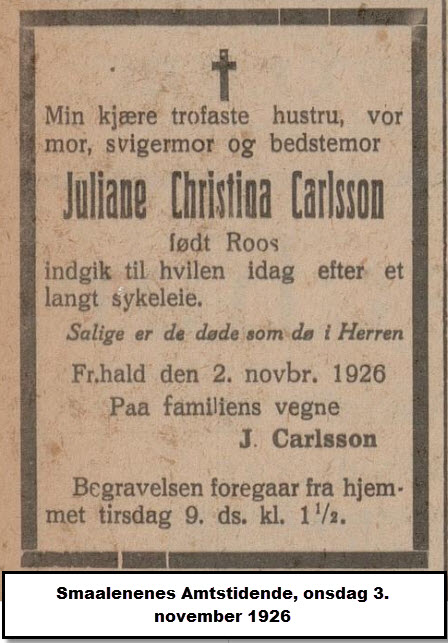 Min kjære trofaste hustru, vor
mor, svigermor og bedstemor
Juliane Christina Carlsson
født Roos
indgik til hvilen idag efter et
langt sykeleie.
Salige er de døde som dø i Herren
Fr.hald den 2. novbr. 1926
Paa familiens vegne
J. Carlsson
Begravelsen foregaar fra hjem-
met tirsdag 9. ds. kl. 1½.
Smaalenenes Amtstidende, onsdag 3.
november 1926